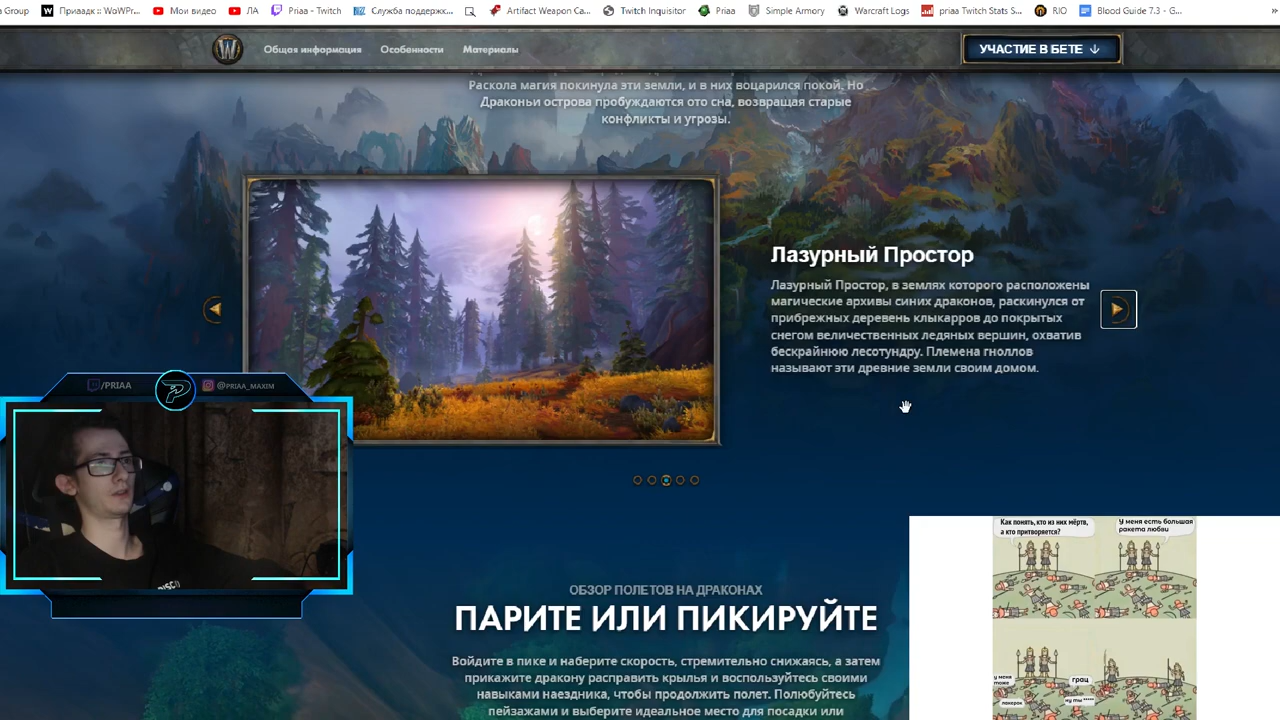 a Group
Приаадк :: WoWPr...
Мои видео
ЛА
Priaa - Twitch
Служба поддержк...
Artifact Weapon Ca...
Twitch Inquisitor
Priaa
Simple Armory
Warcraft Logs
priaa Twitch Stats S...
RIO
Blood Guide 7.3 - G...
»
W
Общая информация
Особенности
Материалы
УЧАСТИЕ В БЕТЕ
Раскола магия покинула эти земли, и в них воцарился покой. Но
Драконьи острова пробуждаются ото сна, возвращая старые
конфликты и угрозы.
Лазурный Простор
Лазурный Простор, в землях которого расположены
магические архивы синих драконов, раскинулся от
прибрежных деревень клыкарров до покрытых
снегом величественных ледяных вершин, охватив
бескрайнюю лесотундру. Племена гноллов
называют эти древние земли своим домом.
/PRIAA
@PRIAA_MAXIM
ОБЗОР ПОЛЕТОВ НА ДРАКОНАХ
ПАРИТЕ ИЛИ ПИКИРУЙТЕ
Войдите в пике и наберите скорость, стремительно снижаясь, а затем
прикажите дракону расправить крылья и воспользуйтесь своими
навыками наездника, чтобы продолжить полет. Полюбуйтесь
пейзажами и выберите идеальное место для посадки или
Как понять, кто из них мёртв,
а кто притворяется?
У меня есть большая
ракета любви
у меня
тоже
грац
ну ты ****